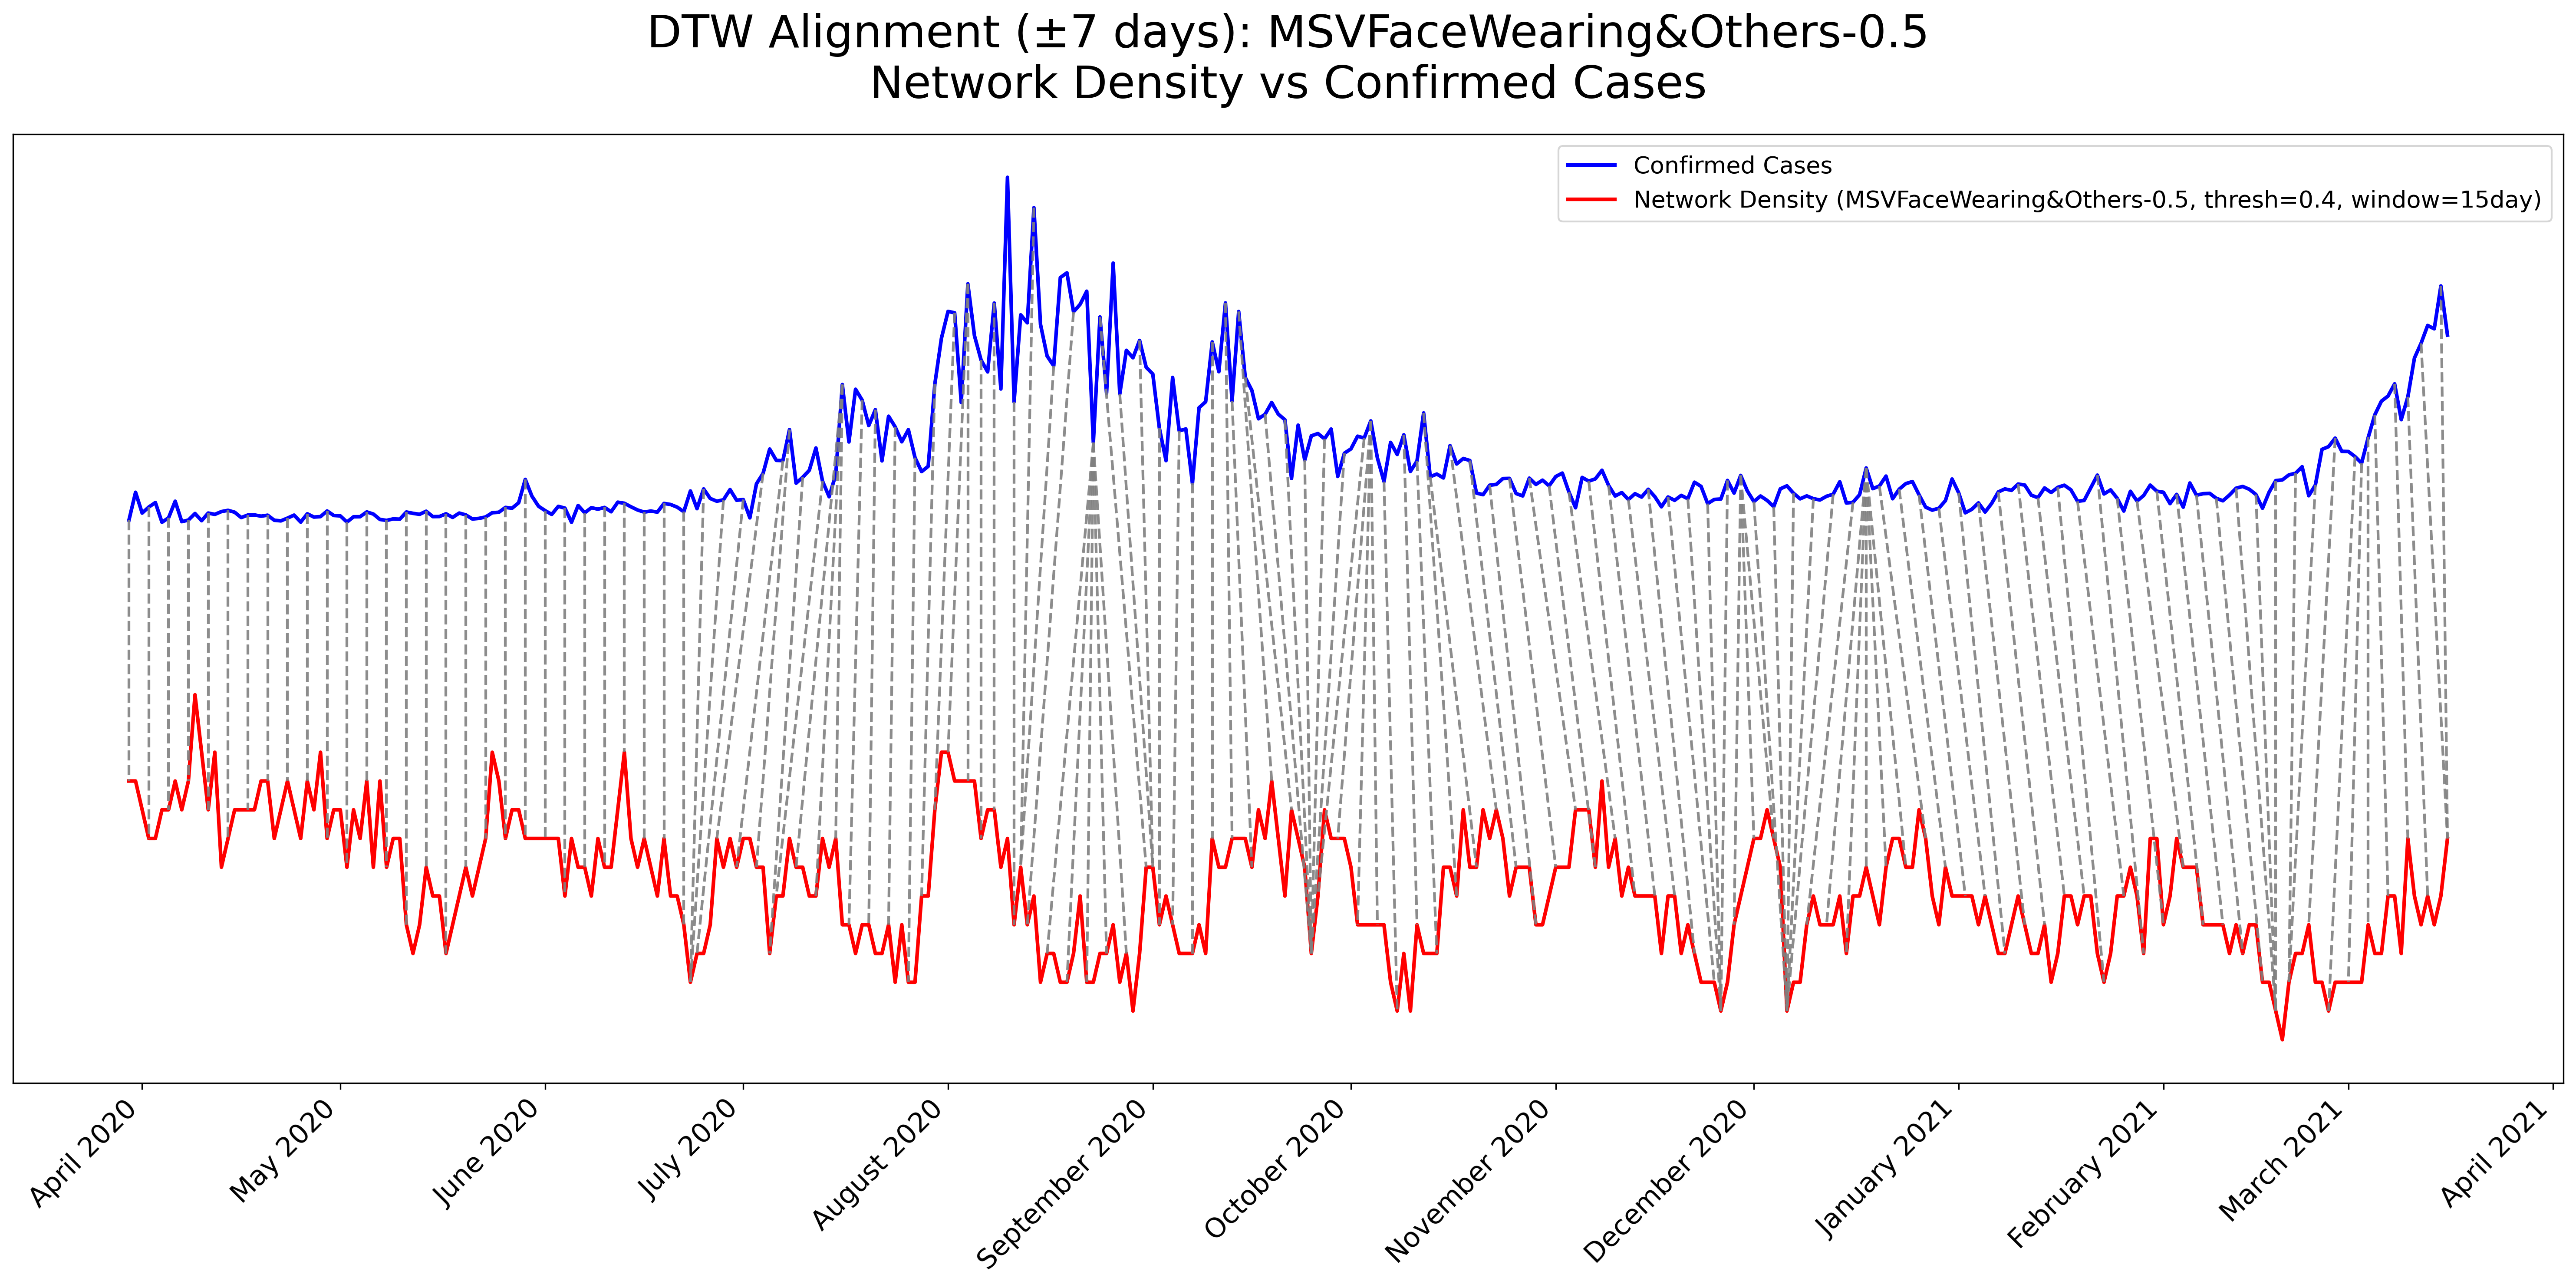 DTW Alignment (±7 days): MSVFaceWearing&Others-0.5
Network Density vs Confirmed Cases
Confirmed Cases
Network Density (MSVFaceWearing&Others-0.5, thresh=0.4, window=15day)
April 2020
May 2020
June 2020
July 2020
August 2020
September 2020
October 2020
November 2020
December 2020
January 2021
February 2021
March 2021
April 2021